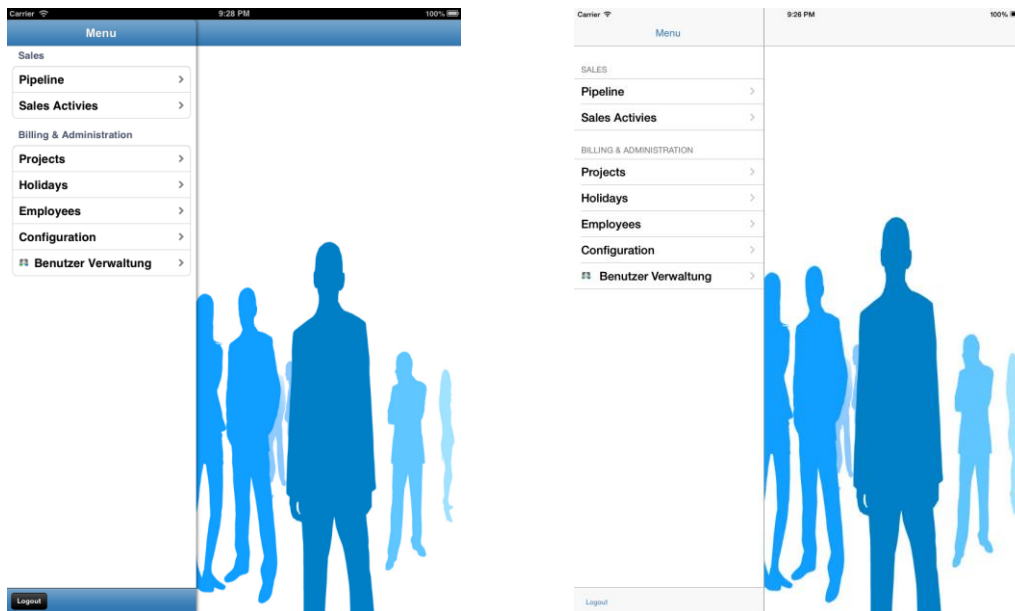 Carrier 9:28 PM 100%
Menu
Sales
Pipeline
Sales Activies
Billing & Administration
Projects
Holidays
Employees
Configuration
Benutzer Verwaltung
Logout
Carrier 9:26 PM 100%
Menu
SALES
Pipeline
Sales Activies
BILLING & ADMINISTRATION
Projects
Holidays
Employees
Configuration
Benutzer Verwaltung
Logout